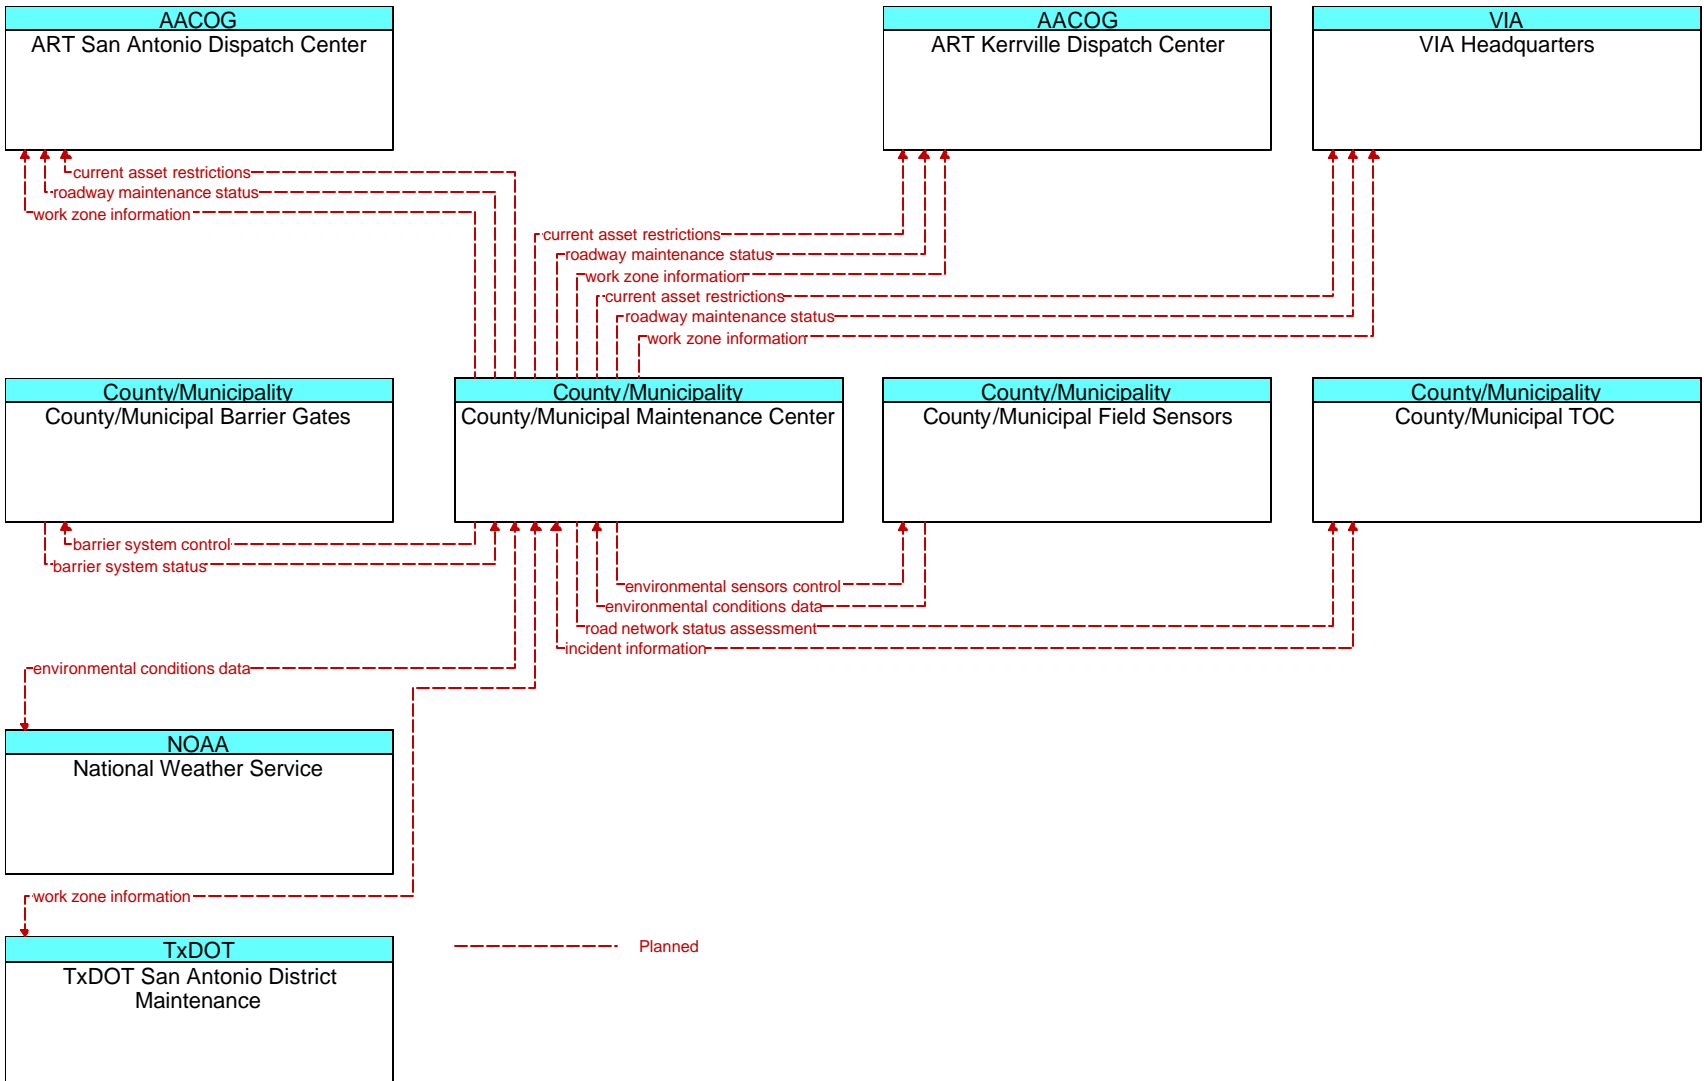 AACOG
ART San Antonio Dispatch Center
AACOG
ART Kerrville Dispatch Center
VIA
VIA Headquarters
current asset restrictions
roadway maintenance status
work zone information
current asset restrictions
roadway maintenance status
work zone information
current asset restrictions
roadway maintenance status
work zone information
County/Municipality
County/Municipal Barrier Gates
County/Municipality
County/Municipal Maintenance Center
County/Municipality
County/Municipal Field Sensors
County/Municipality
County/Municipal TOC
barrier system control
barrier system status
environmental sensors control
environmental conditions data
road network status assessment
incident information
environmental conditions data
NOAA
National Weather Service
work zone information
TxDOT
TxDOT San Antonio District
Maintenance
Planned